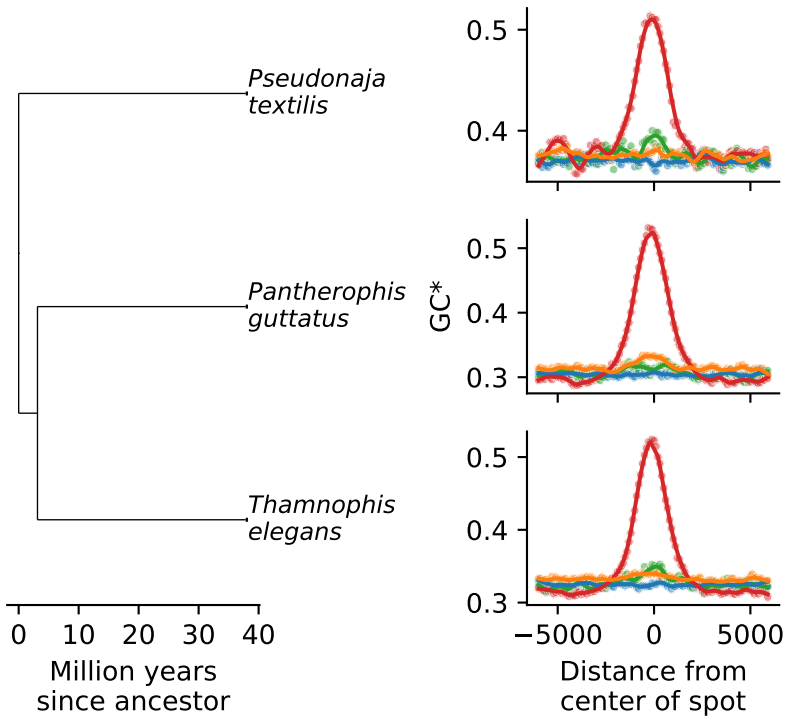 Pseudonaja
textilis
Pantherophis
guttatus
Thamnophis
elegans
0 10 20 30 40
Million years
since ancestor
GC*
0.5
0.4
0.5
0.4
0.3
0.5
0.4
0.3
−5000 0 5000
Distance from
center of spot